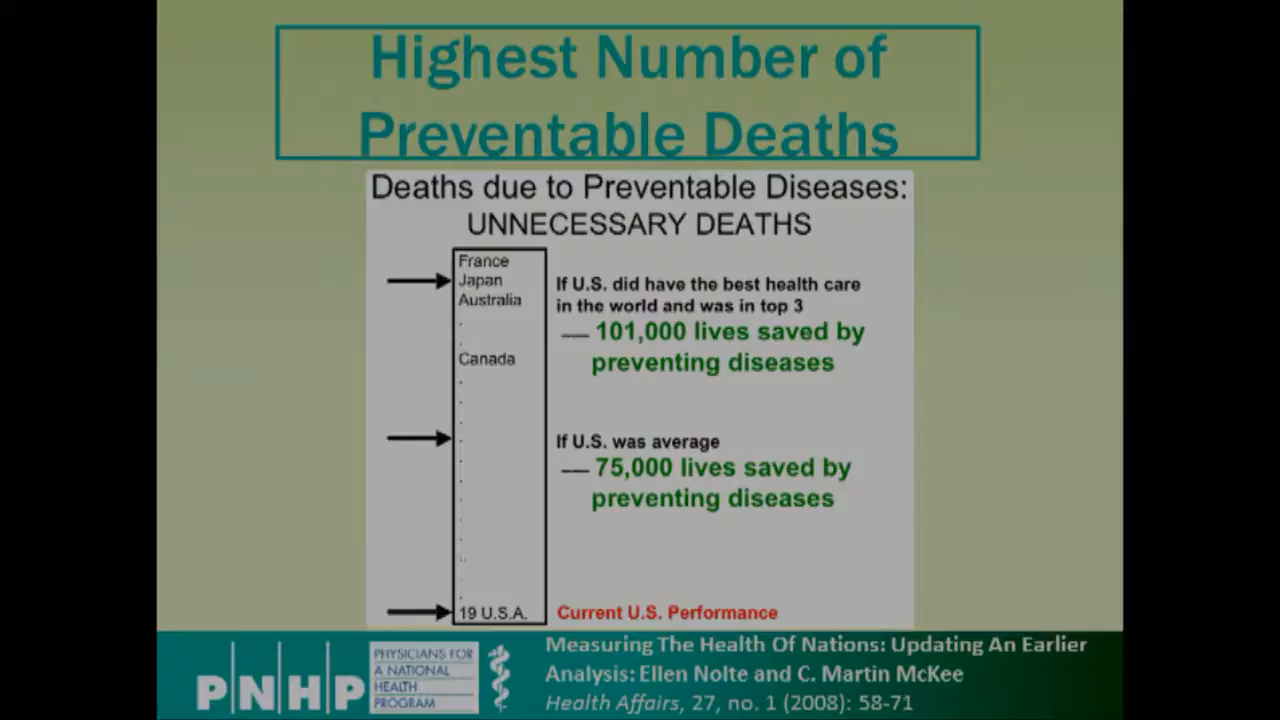 Highest Number of
Preventable Deaths
Deaths due to Preventable Diseases:
UNNECESSARY DEATHS
France
Japan
Australia
.
.
Canada
.
.
.
.
.
.
.
.
.
..
.
.
19 U.S.A.
If U.S. did have the best health care
in the world and was in top 3
— 101,000 lives saved by
preventing diseases
If U.S. was average
— 75,000 lives saved by
preventing diseases
Current U.S. Performance
PNHP
PHYSICIANS FOR
A NATIONAL
HEALTH
PROGRAM
Measuring The Health Of Nations: Updating An Earlier
Analysis: Ellen Nolte and C. Martin McKee
Health Affairs, 27, no. 1 (2008): 58-71